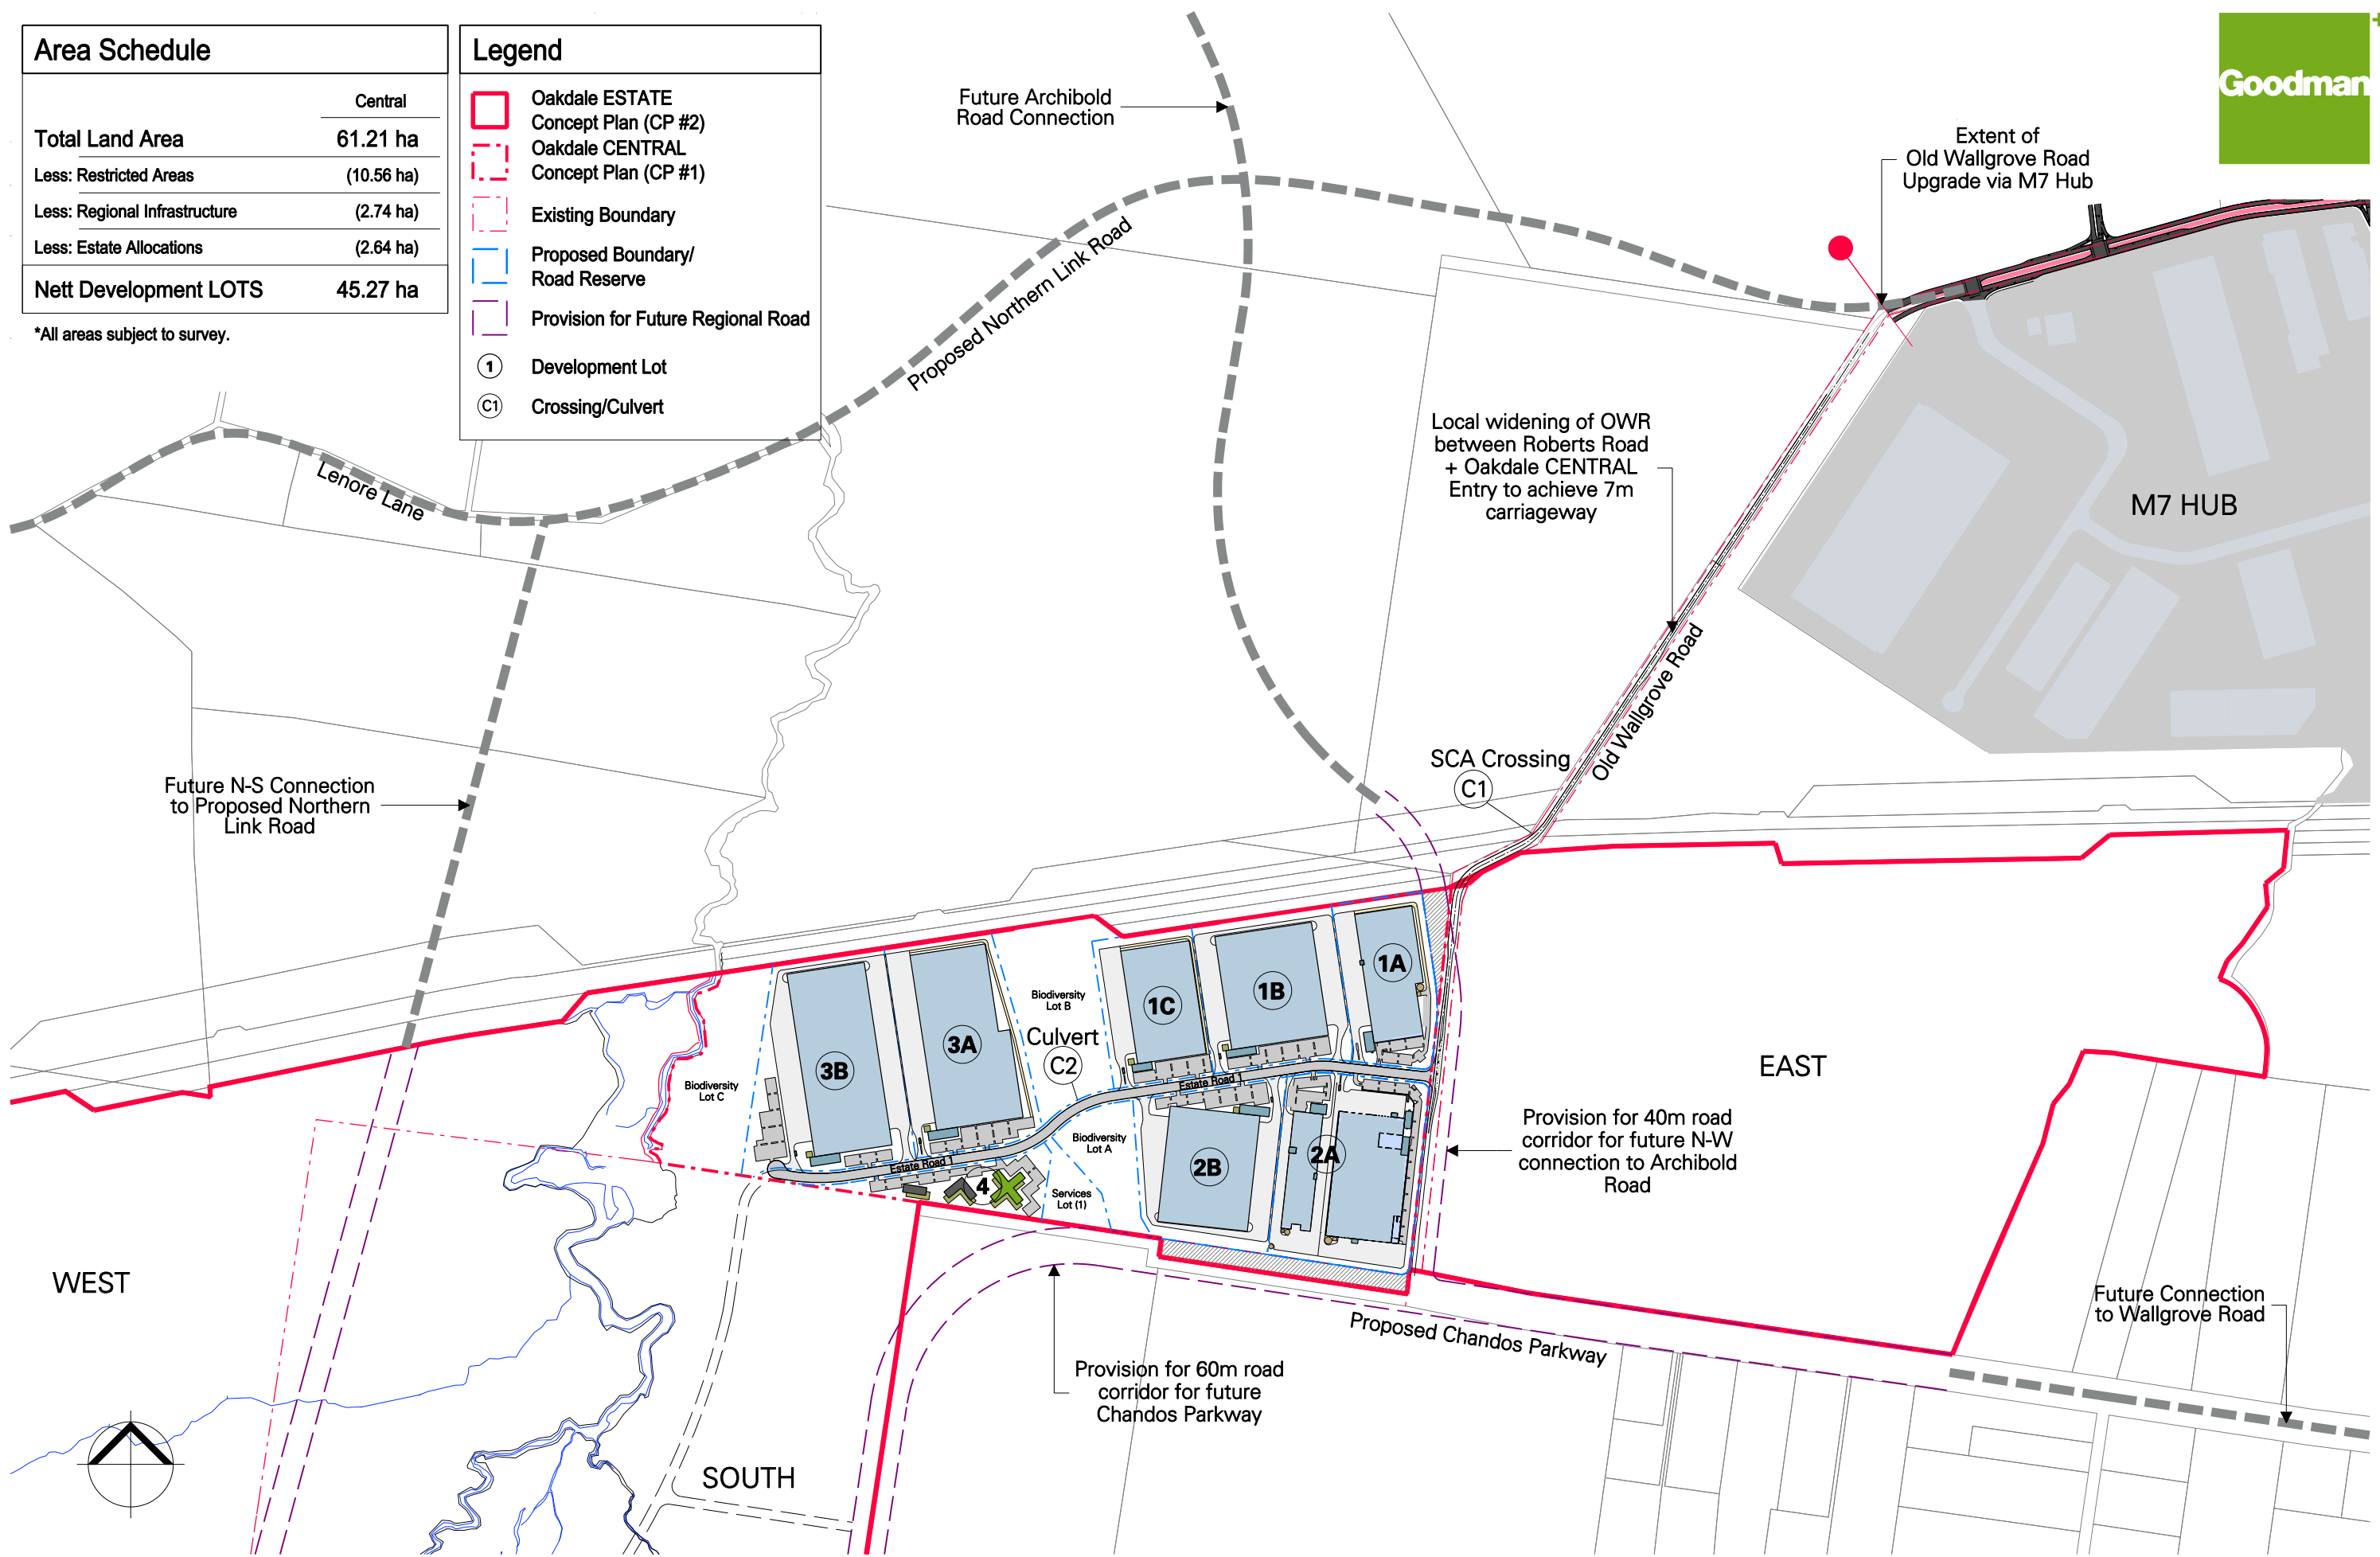 Area Schedule
Central
Total Land Area 61.21 ha
Less: Restricted Areas (10.56 ha)
Less: Regional Infrastructure (2.74 ha)
Less: Estate Allocations (2.64 ha)
Nett Development LOTS 45.27 ha
*All areas subject to survey.
Legend
Oakdale ESTATE
Concept Plan (CP #2)
Oakdale CENTRAL
Concept Plan (CP #1)
Existing Boundary
Proposed Boundary/
Road Reserve
Provision for Future Regional Road
1 Development Lot
C1 Crossing/Culvert
Goodman
Future Archibold
Road Connection
Extent of
Old Wallgrove Road
Upgrade via M7 Hub
Proposed Northern Link Road
Lenore Lane
Local widening of OWR
between Roberts Road
+ Oakdale CENTRAL
Entry to achieve 7m
carriageway
M7 HUB
Old Wallgrove Road
SCA Crossing
C1
Future N-S Connection
to Proposed Northern
Link Road
1A
1B
1C
Biodiversity
Lot B
Culvert
C2
3A
3B
Biodiversity
Lot C
Estate Road 1
EAST
Biodiversity
Lot A
2A
2B
Estate Road 1
4
Services
Lot (1)
Provision for 40m road
corridor for future N-W
connection to Archibold
Road
WEST
Future Connection
to Wallgrove Road
Proposed Chandos Parkway
Provision for 60m road
corridor for future
Chandos Parkway
SOUTH